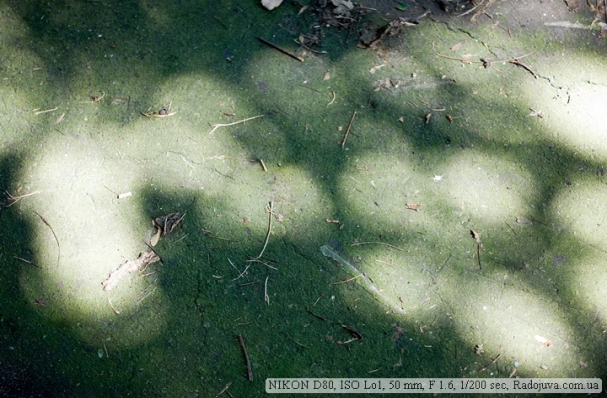 NIKON D80, ISO Lo1, 50 mm, F 1.6, 1/200 sec, Radojuva.com.ua